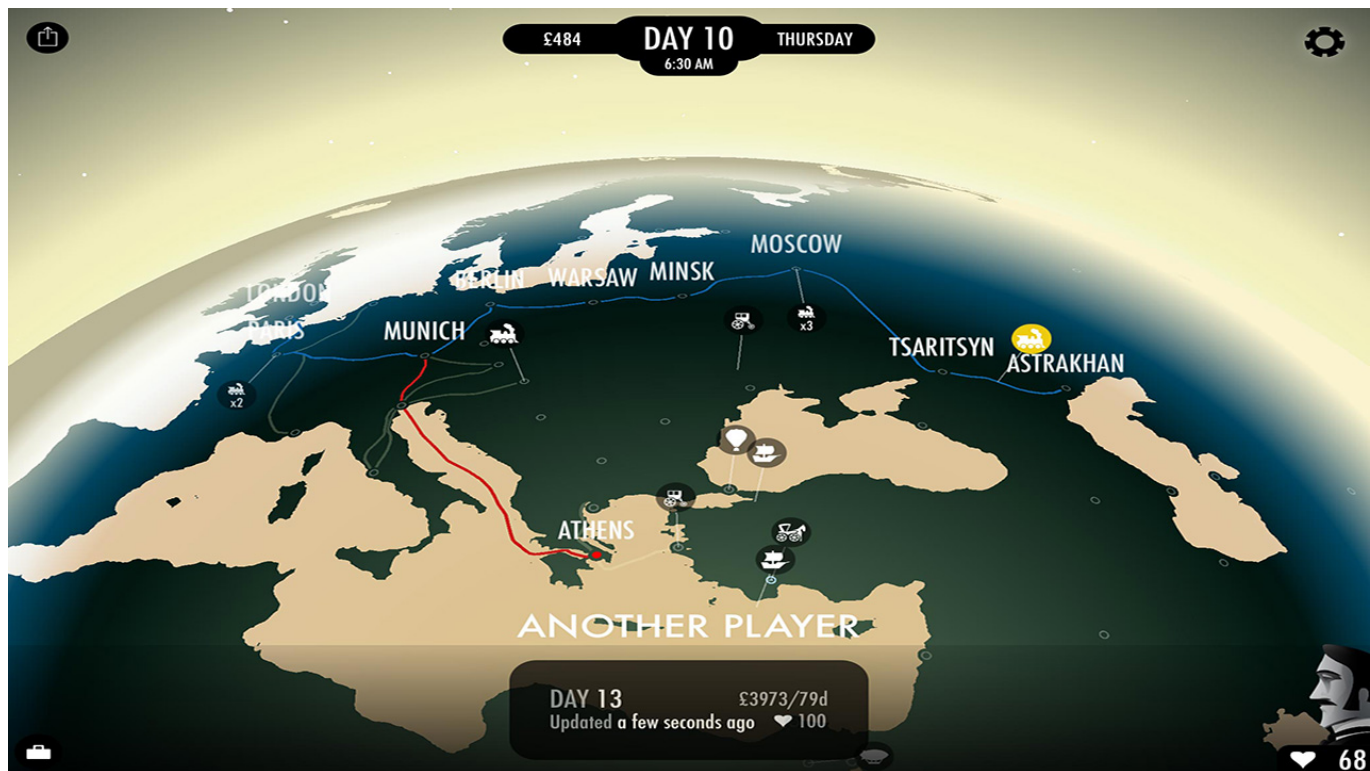 £484
DAY 10
THURSDAY
6:30 AM
MOSCOW
LONDON
BERLIN
WARSAW
MINSK
PARIS
MUNICH
TSARITSYN
ASTRAKHAN
x3
x2
ATHENS
ANOTHER PLAYER
DAY 13
£3973/79d
Updated a few seconds ago
100
68